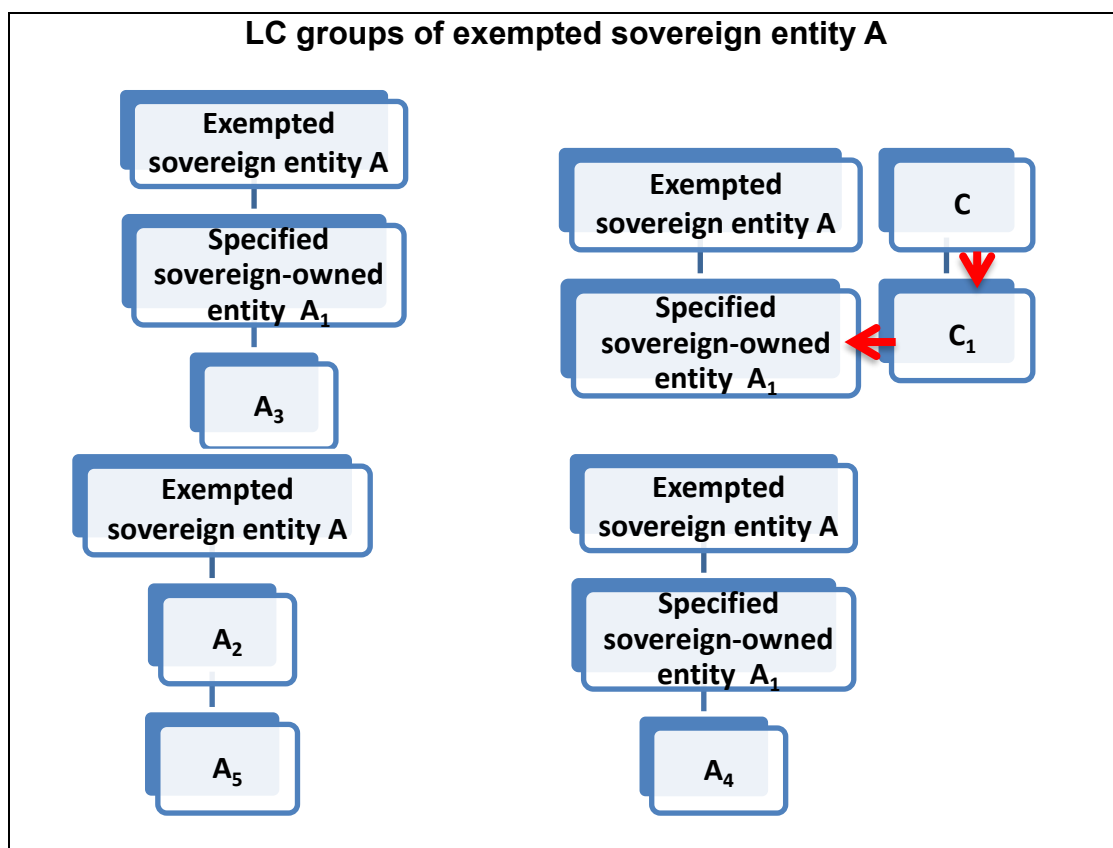 LC groups of exempted sovereign entity A
Exempted
sovereign entity A
Specified
sovereign-owned
entity A₁
A₃
Exempted
sovereign entity A
C
Specified
sovereign-owned
entity A₁
C₁
Exempted
sovereign entity A
A₂
A₅
Exempted
sovereign entity A
Specified
sovereign-owned
entity A₁
A₄